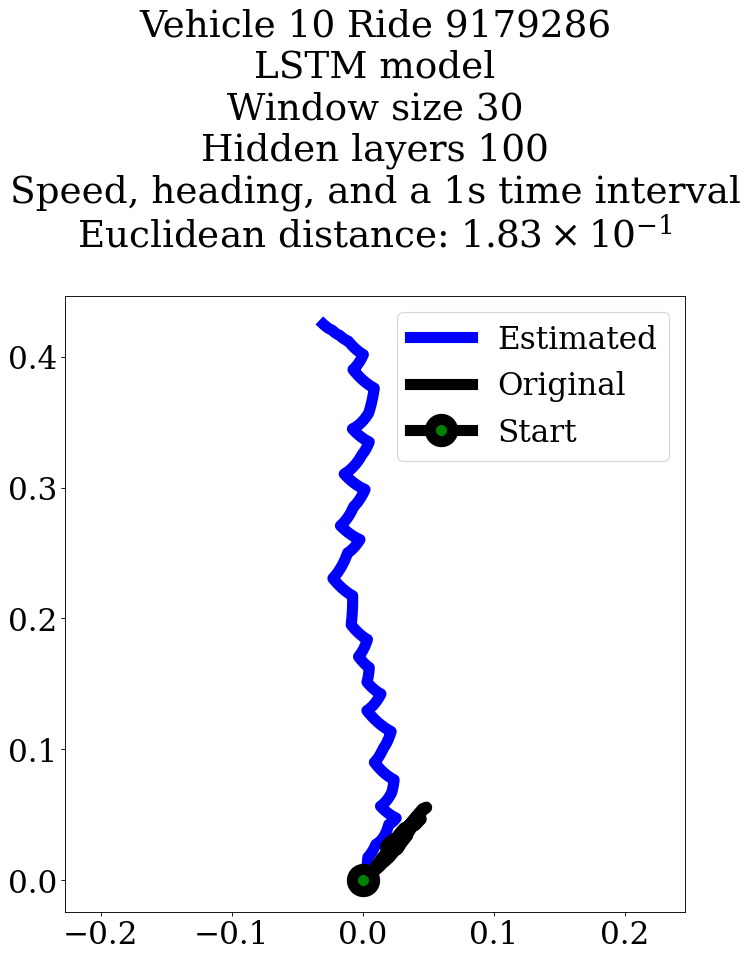 Vehicle 10 Ride 9179286
LSTM model
Window size 30
Hidden layers 100
Speed, heading, and a 1s time interval
Euclidean distance: 1.83 × 10⁻¹
Estimated
Original
Start
0.4
0.3
0.2
0.1
0.0
−0.2 −0.1 0.0 0.1 0.2